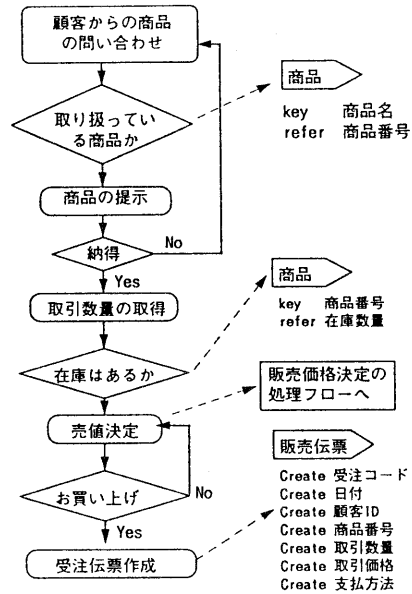 顧客からの商品
の問い合わせ
取り扱ってい
る商品か
商品の提示
納得
No
Yes
取引数量の取得
在庫はあるか
売値決定
お買い上げ
No
Yes
受注伝票作成
商品
key 商品名
refer 商品番号
商品
key 商品番号
refer 在庫数量
販売価格決定の
処理フローへ
販売伝票
Create 受注コード
Create 日付
Create 顧客ID
Create 商品番号
Create 取引数量
Create 取引価格
Create 支払方法